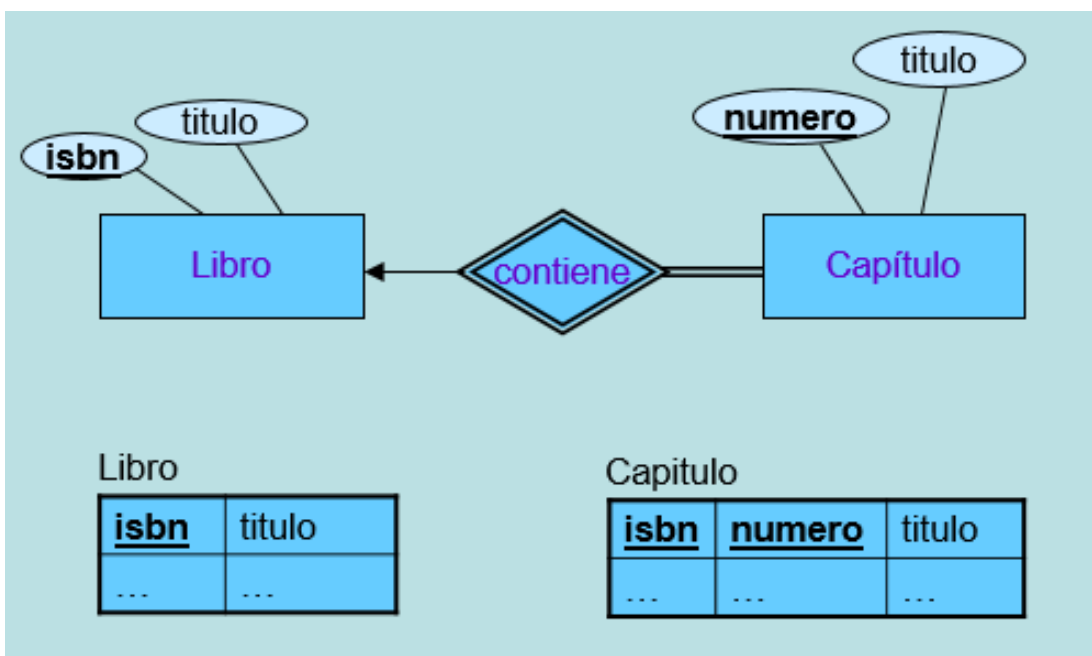 titulo
titulo
numero
isbn
Libro
contiene
Capítulo
Libro
Capitulo
isbn titulo
... ...
isbn numero titulo
... ... ...